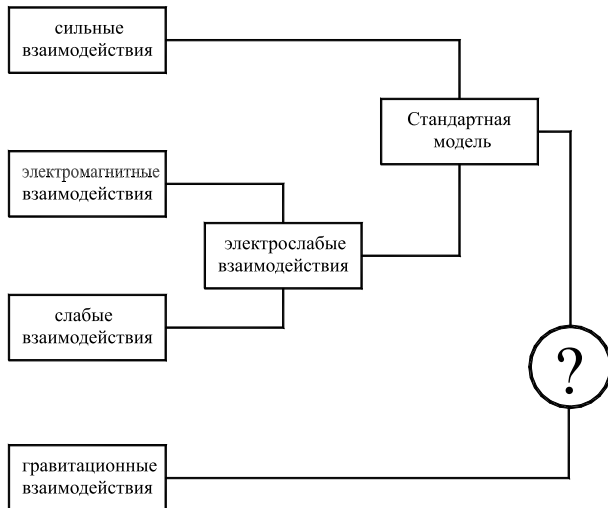 сильные
взаимодействия
Стандартная
модель
электромагнитные
взаимодействия
электрослабые
взаимодействия
слабые
взаимодействия
?
гравитационные
взаимодействия